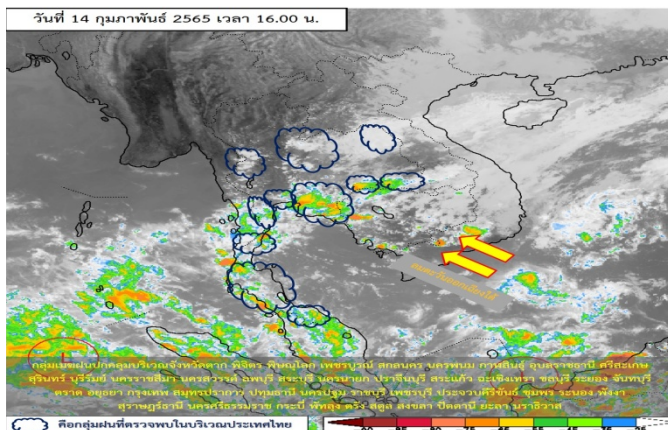 วันที่ 14 กุมภาพันธ์ 2565 เวลา 16.00 น.
ลมตะวันออกเฉียงใต้
กลุ่มเมฆฝนปกคลุมบริเวณจังหวัดตาก พิจิตร พิษณุโลก เพชรบูรณ์ สกลนคร นครพนม กาฬสินธุ์ อุบลราชธานี ศรีสะเกษ
สุรินทร์ บุรีรัมย์ นครราชสีมา นครสวรรค์ ลพบุรี สระบุรี นครนายก ปราจีนบุรี สระแก้ว ฉะเชิงเทรา ชลบุรี ระยอง จันทบุรี
ตราด อยุธยา กรุงเทพ สมุทรปราการ ปทุมธานี นครปฐม ราชบุรี เพชรบุรี ประจวบคีรีขันธ์ ชุมพร ระนอง พังงา
สุราษฎร์ธานี นครศรีธรรมราช กระบี่ พัทลุง ตรัง สตูล สงขลา ปัตตานี ยะลา นราธิวาส
คือกลุ่มฝนที่ตรวจพบในบริเวณประเทศไทย